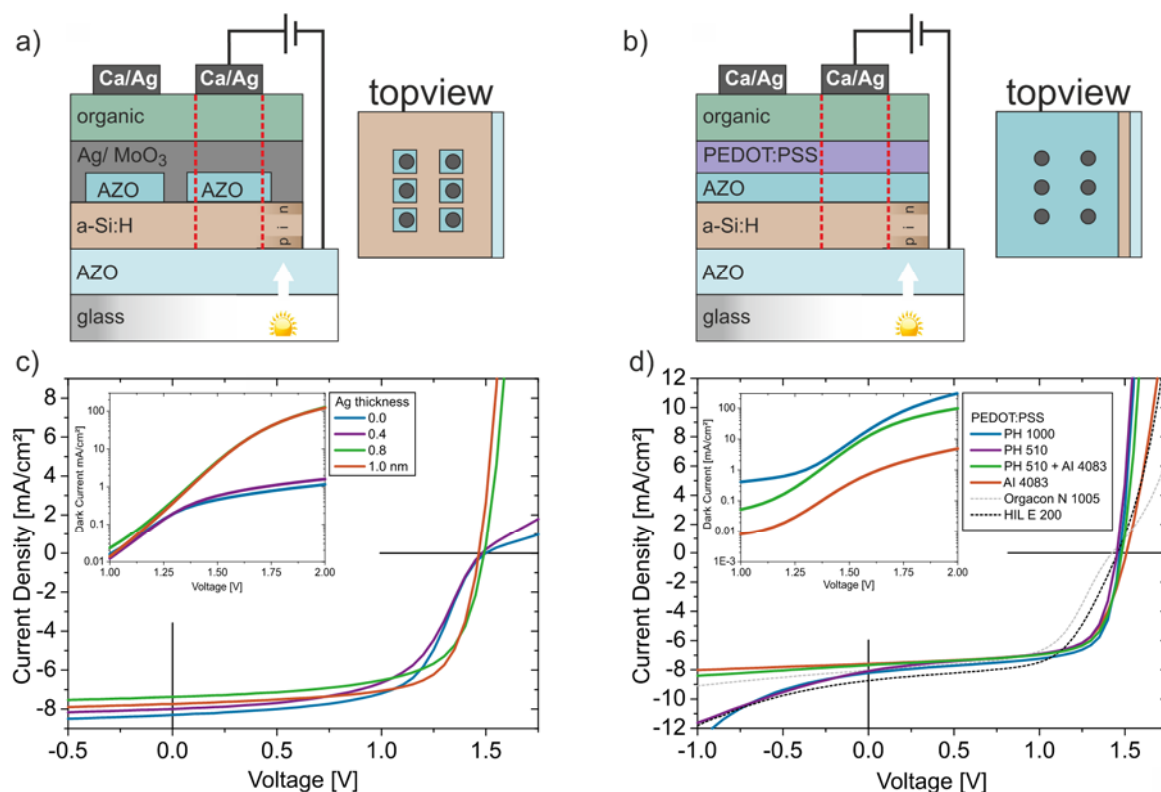 a)
Ca/Ag
Ca/Ag
organic
Ag/ MoO₃
AZO
AZO
a-Si:H
p i n
AZO
glass
topview
b)
Ca/Ag
Ca/Ag
organic
PEDOT:PSS
AZO
a-Si:H
p i n
AZO
glass
topview
c)
Current Density [mA/cm²]
8
6
4
2
0
-2
-4
-6
-8
-0.5
0.0
0.5
1.0
1.5
Voltage [V]
Dark Current mA/cm²]
100
10
1
0.1
0.01
1.00
1.25
1.50
1.75
2.00
Voltage [V]
Ag thickness
0.0
0.4
0.8
1.0 nm
d)
Current Density [mA/cm²]
12
10
8
6
4
2
0
-2
-4
-6
-8
-10
-12
-1.0
-0.5
0.0
0.5
1.0
1.5
Voltage [V]
Dark Current [mA/cm²]
100
10
1
0.1
0.01
1E-3
1.00
1.25
1.50
1.75
2.00
Voltage [V]
PEDOT:PSS
PH 1000
PH 510
PH 510 + AI 4083
AI 4083
Orgacon N 1005
HIL E 200